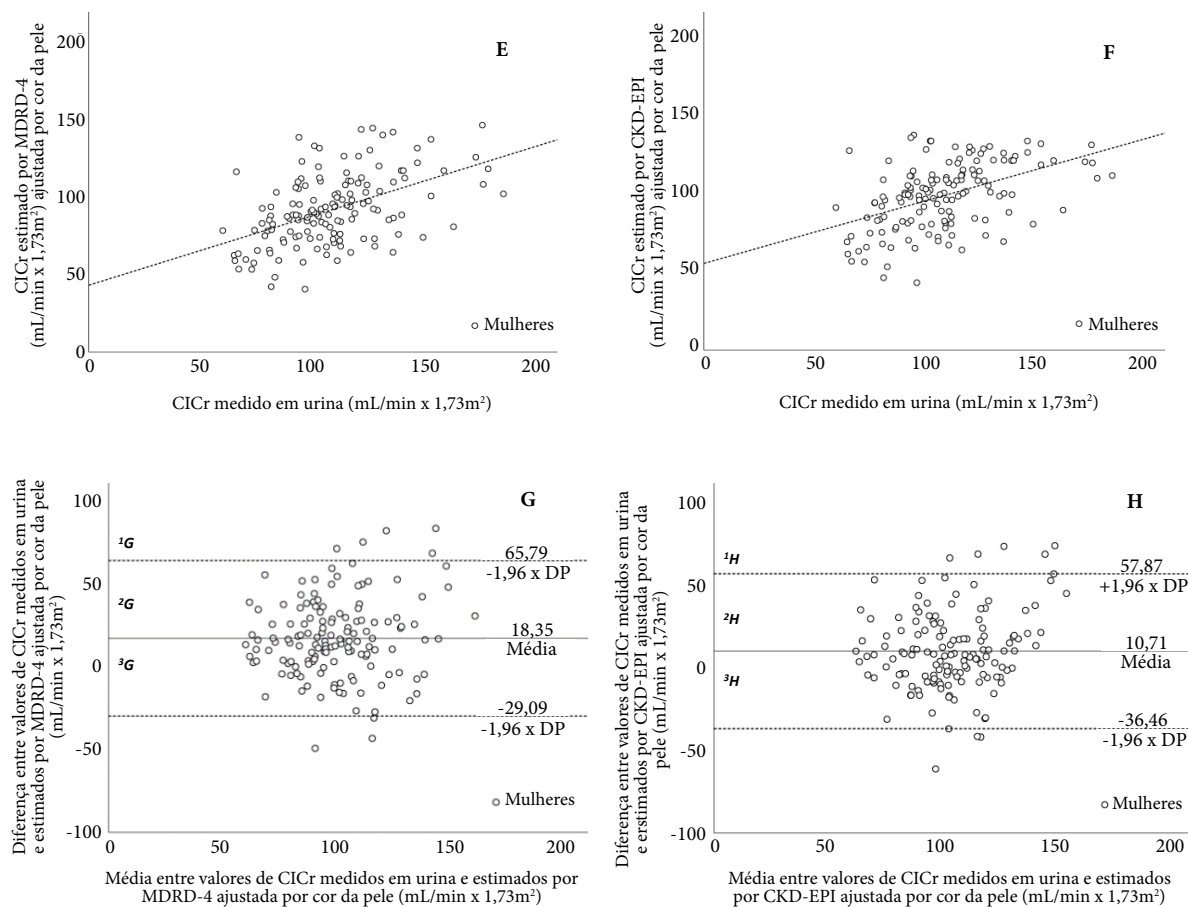 CICr estimado por MDRD-4
(mL/min x 1,73m²) ajustada por cor da pele
200
150
100
50
0
E
Mulheres
0
50
100
150
200
CICr medido em urina (mL/min x 1,73m²)
CICr estimado por CKD-EPI
(mL/min x 1,73m²) ajustada por cor da pele
200
150
100
50
0
F
Mulheres
0
50
100
150
200
CICr medido em urina (mL/min x 1,73m²)
Diferença entre valores de CICr medidos em urina
e estimados por MDRD-4 ajustada por cor da pele
(mL/min x 1,73m²)
100
50
0
-50
-100
G
¹G
65,79
-1,96 x DP
²G
18,35
Média
³G
-29,09
-1,96 x DP
Mulheres
0
50
100
150
200
Média entre valores de CICr medidos em urina e estimados por
MDRD-4 ajustada por cor da pele (mL/min x 1,73m²)
Diferença entre valores de CICr medidos em urina
e erstimados por CKD-EPI ajustada por cor da
pele (mL/min x 1,73m²)
100
50
0
-50
-100
H
¹H
57,87
+1,96 x DP
²H
10,71
Média
³H
-36,46
-1,96 x DP
Mulheres
0
50
100
150
200
Média entre valores de CICr medidos em urina e estimados
por CKD-EPI ajustada por cor da pele (mL/min x 1,73m²)